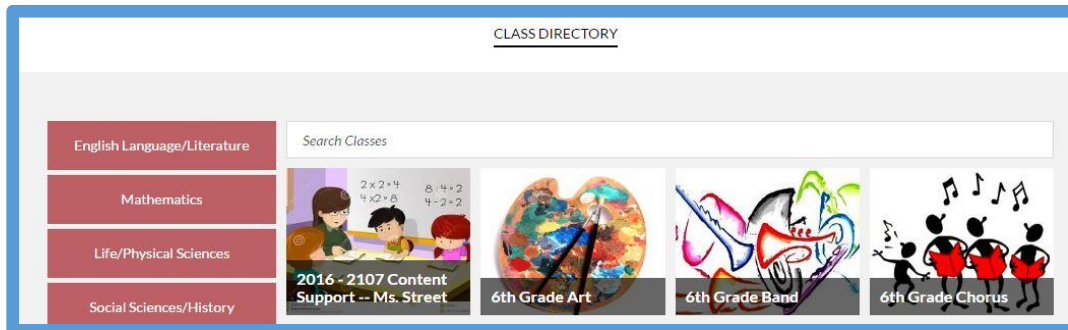 CLASS DIRECTORY
English Language/Literature
Mathematics
Life/Physical Sciences
Social Sciences/History
Search Classes
2 x 2 = 4
4 x 2 = 8
8 : 4 = 2
4 - 2 = 2
2016 - 2107 Content
Support -- Ms. Street
6th Grade Art
6th Grade Band
6th Grade Chorus